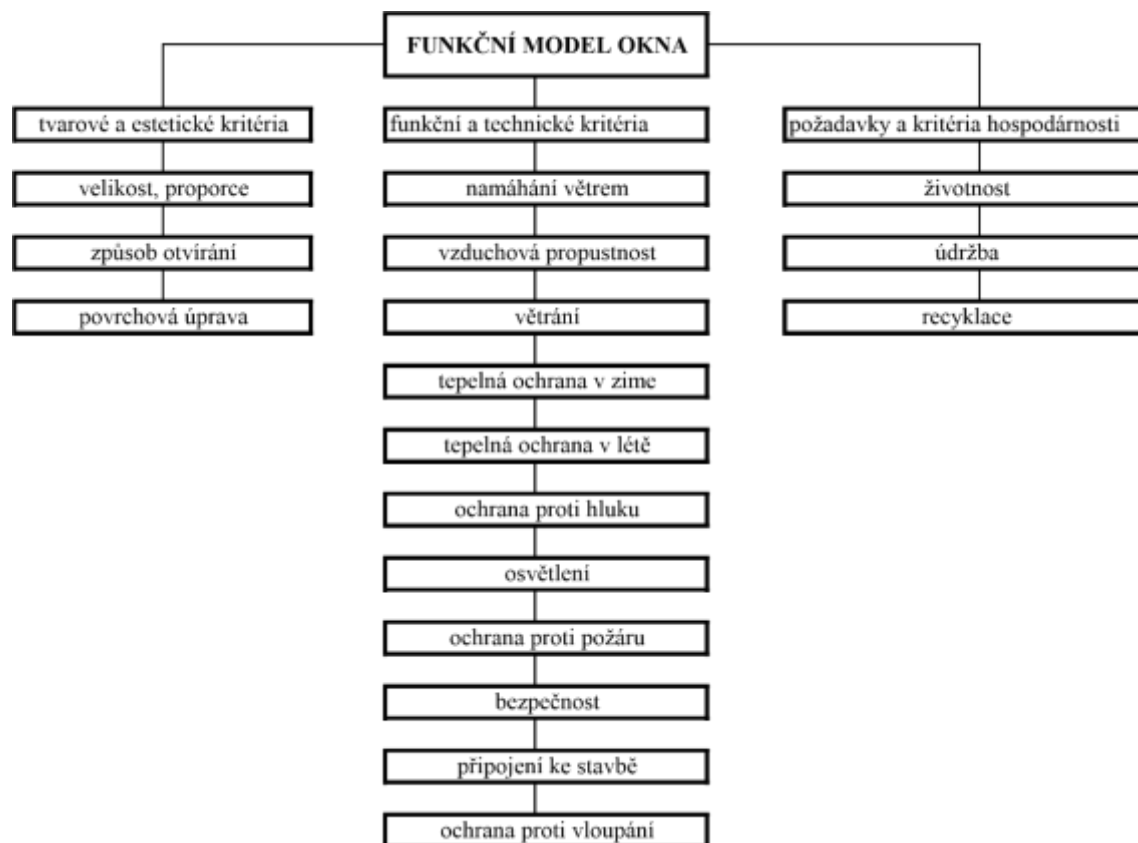 FUNKČNÍ MODEL OKNA
tvarové a estetické kritéria
velikost, proporce
způsob otvírání
povrchová úprava
funkční a technické kritéria
namáhání větrem
vzduchová propustnost
větrání
tepelná ochrana v zime
tepelná ochrana v létě
ochrana proti hluku
osvětlení
ochrana proti požáru
bezpečnost
připojení ke stavbě
ochrana proti vloupání
požadavky a kritéria hospodárnosti
životnost
údržba
recyklace